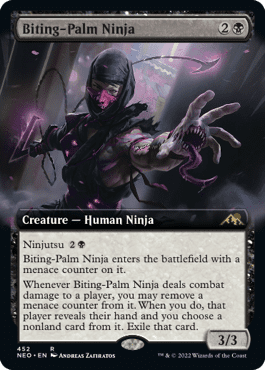 Biting-Palm Ninja 2
Creature — Human Ninja
Ninjutsu 2
Biting-Palm Ninja enters the battlefield with a
menace counter on it.
Whenever Biting-Palm Ninja deals combat
damage to a player, you may remove a
menace counter from it. When you do, that
player reveals their hand and you choose a
nonland card from it. Exile that card.
3/3
452 R
NEO • EN Andreas Zafiratos
™ & © 2022 Wizards of the Coast